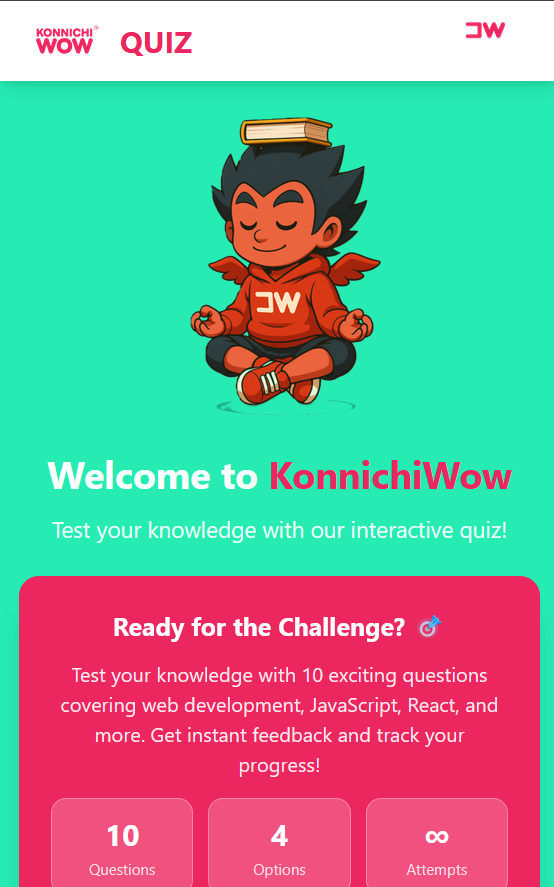 KONNICHI
WOW
QUIZ
Welcome to KonnichiWow
Test your knowledge with our interactive quiz!
Ready for the Challenge? 🎯
Test your knowledge with 10 exciting questions
covering web development, JavaScript, React, and
more. Get instant feedback and track your
progress!
10
Questions
4
Options
∞
Attempts